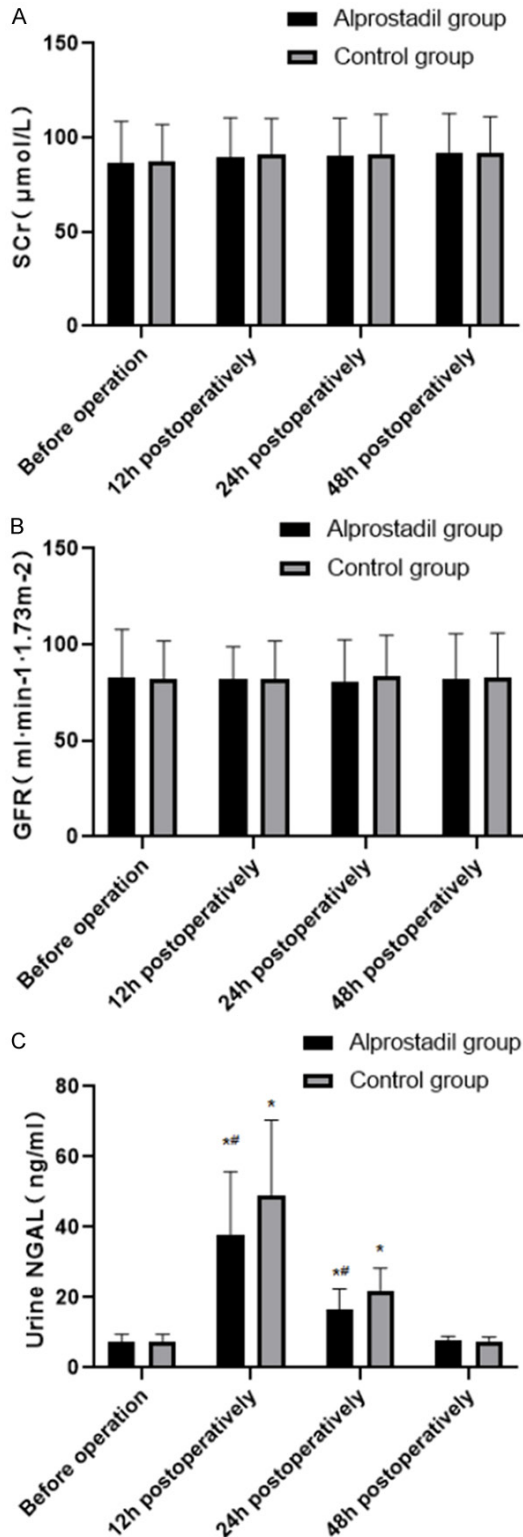 A
Alprostadil group
Control group
SCr( μmol/L)
150
100
50
0
Before operation
12h postoperatively
24h postoperatively
48h postoperatively
B
Alprostadil group
Control group
GFR( ml·min-1·1.73m-2)
150
100
50
0
Before operation
12h postoperatively
24h postoperatively
48h postoperatively
C
Alprostadil group
Control group
Urine NGAL( ng/ml)
80
60
40
20
0
*#
*
*#
*
Before operation
12h postoperatively
24h postoperatively
48h postoperatively